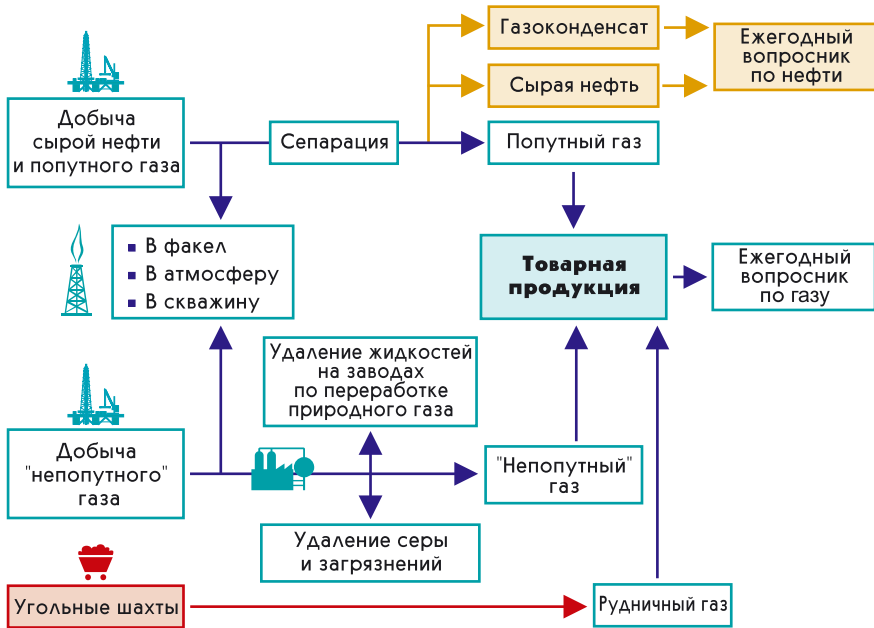 Газоконденсат
Ежегодный
вопросник
по нефти
Сырая нефть
Добыча
сырой нефти
и попутного газа
Сепарация
Попутный газ
▪ В факел
▪ В атмосферу
▪ В скважину
Товарная
продукция
Ежегодный
вопросник
по газу
Удаление жидкостей
на заводах
по переработке
природного газа
Добыча
"непопутного"
газа
"Непопутный"
газ
Удаление серы
и загрязнений
Угольные шахты
Рудничный газ